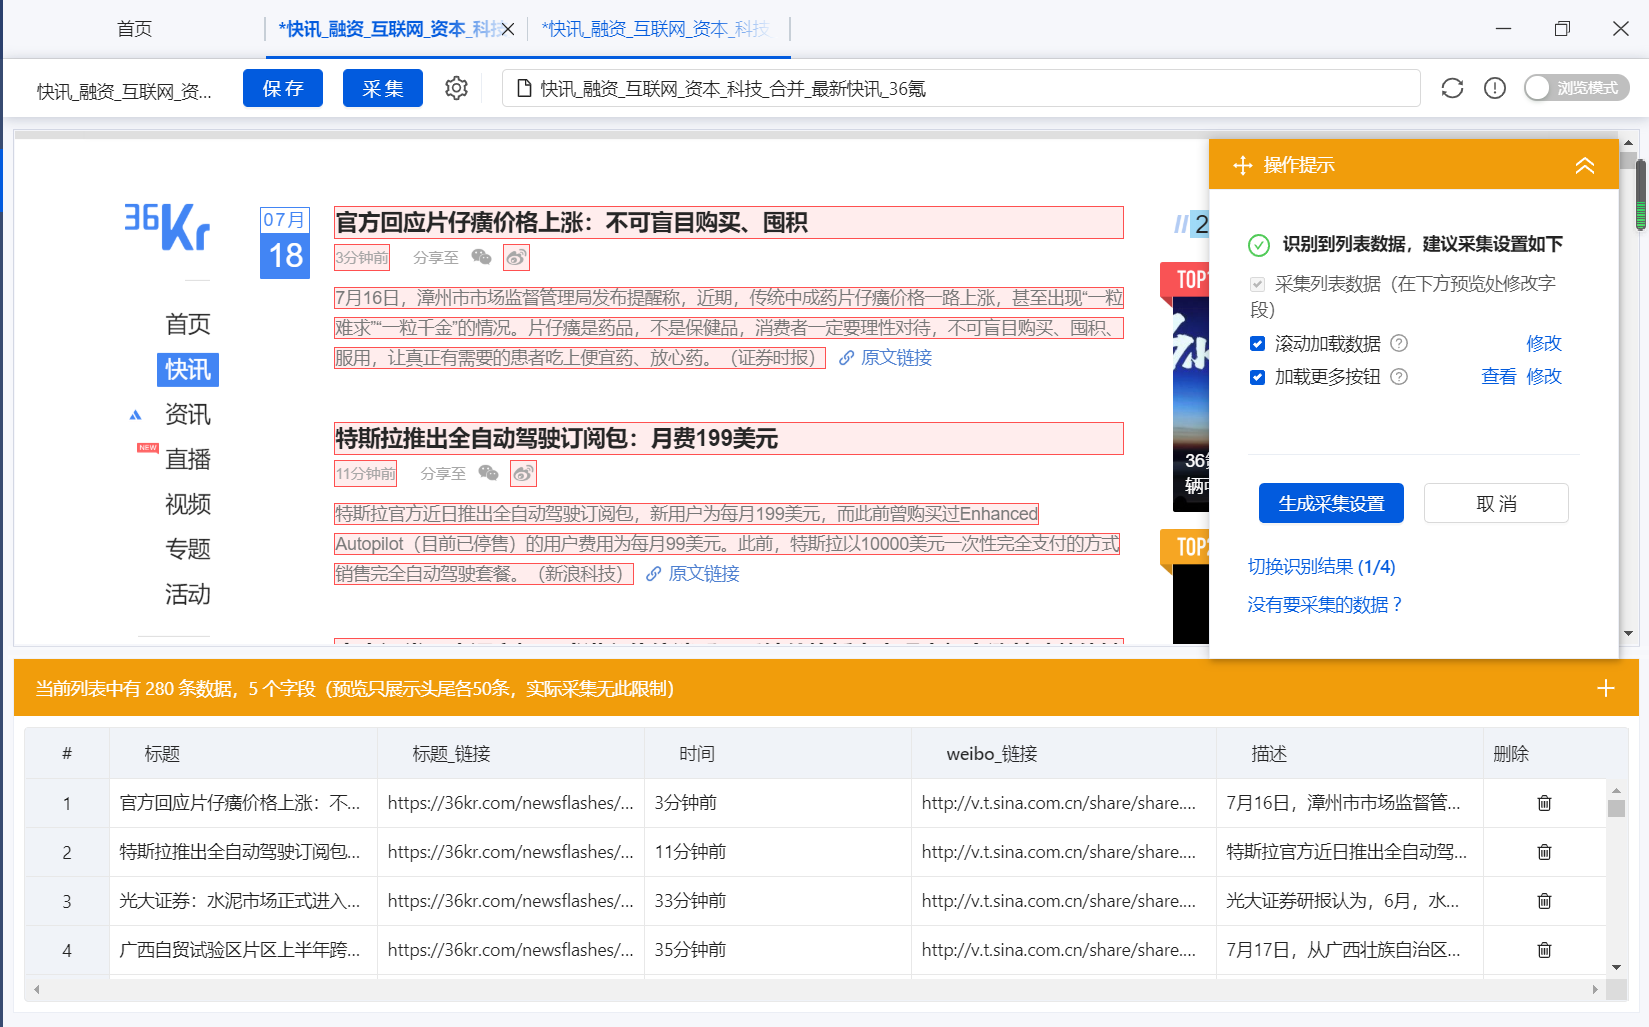 首页
*快讯_融资_互联网_资本_科技
*快讯_融资_互联网_资本_科技
快讯_融资_互联网_资...
保存
采集
快讯_融资_互联网_资本_科技_合并_最新快讯_36氪
浏览模式
36Kr
首页
快讯
资讯
NEW
直播
视频
专题
活动
07月
18
官方回应片仔癀价格上涨：不可盲目购买、囤积
3分钟前 分享至
7月16日，漳州市市场监督管理局发布提醒称，近期，传统中成药片仔癀价格一路上涨，甚至出现“一粒
难求”“一粒千金”的情况。片仔癀是药品，不是保健品，消费者一定要理性对待，不可盲目购买、囤积、
服用，让真正有需要的患者吃上便宜药、放心药。（证券时报） 原文链接
特斯拉推出全自动驾驶订阅包：月费199美元
11分钟前 分享至
特斯拉官方近日推出全自动驾驶订阅包，新用户为每月199美元，而此前曾购买过Enhanced
Autopilot（目前已停售）的用户费用为每月99美元。此前，特斯拉以10000美元一次性完全支付的方式
销售完全自动驾驶套餐。（新浪科技） 原文链接
// 2
TOP1
36氪
辆
TOP2
操作提示
识别到列表数据，建议采集设置如下
采集列表数据（在下方预览处修改字
段）
滚动加载数据 ? 修改
加载更多按钮 ? 查看 修改
生成采集设置
取消
切换识别结果 (1/4)
没有要采集的数据？
当前列表中有 280 条数据，5 个字段（预览只展示头尾各50条，实际采集无此限制）
# 标题 标题_链接 时间 weibo_链接 描述 删除
1 官方回应片仔癀价格上涨：不... https://36kr.com/newsflashes/... 3分钟前 http://v.t.sina.com.cn/share/share.... 7月16日，漳州市市场监督管...
2 特斯拉推出全自动驾驶订阅包... https://36kr.com/newsflashes/... 11分钟前 http://v.t.sina.com.cn/share/share.... 特斯拉官方近日推出全自动驾...
3 光大证券：水泥市场正式进入... https://36kr.com/newsflashes/... 33分钟前 http://v.t.sina.com.cn/share/share.... 光大证券研报认为，6月，水...
4 广西自贸试验区片区上半年跨... https://36kr.com/newsflashes/... 35分钟前 http://v.t.sina.com.cn/share/share.... 7月17日，从广西壮族自治区...